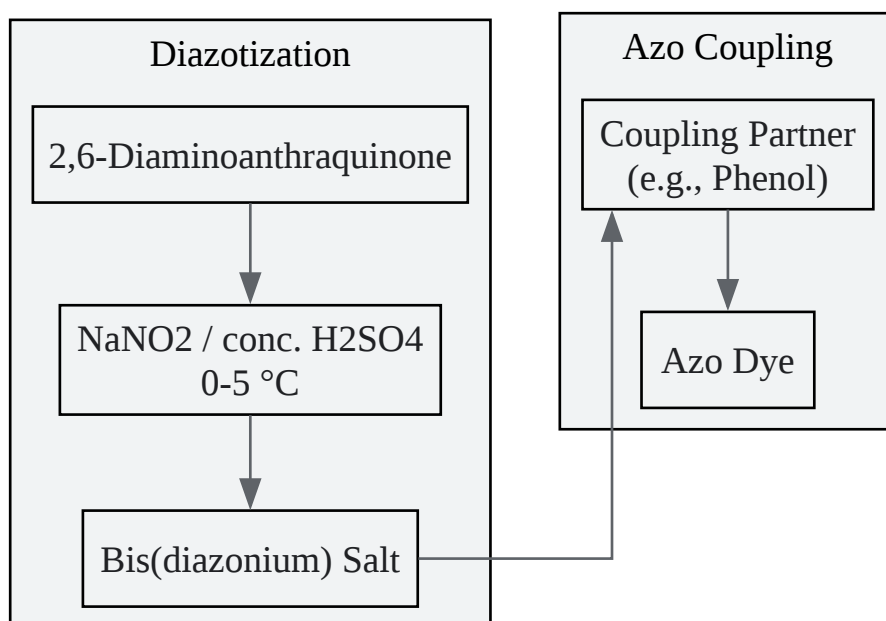 Diazotization
2,6-Diaminoanthraquinone
NaNO2 / conc. H2SO4
0-5 °C
Bis(diazonium) Salt
Azo Coupling
Coupling Partner
(e.g., Phenol)
Azo Dye